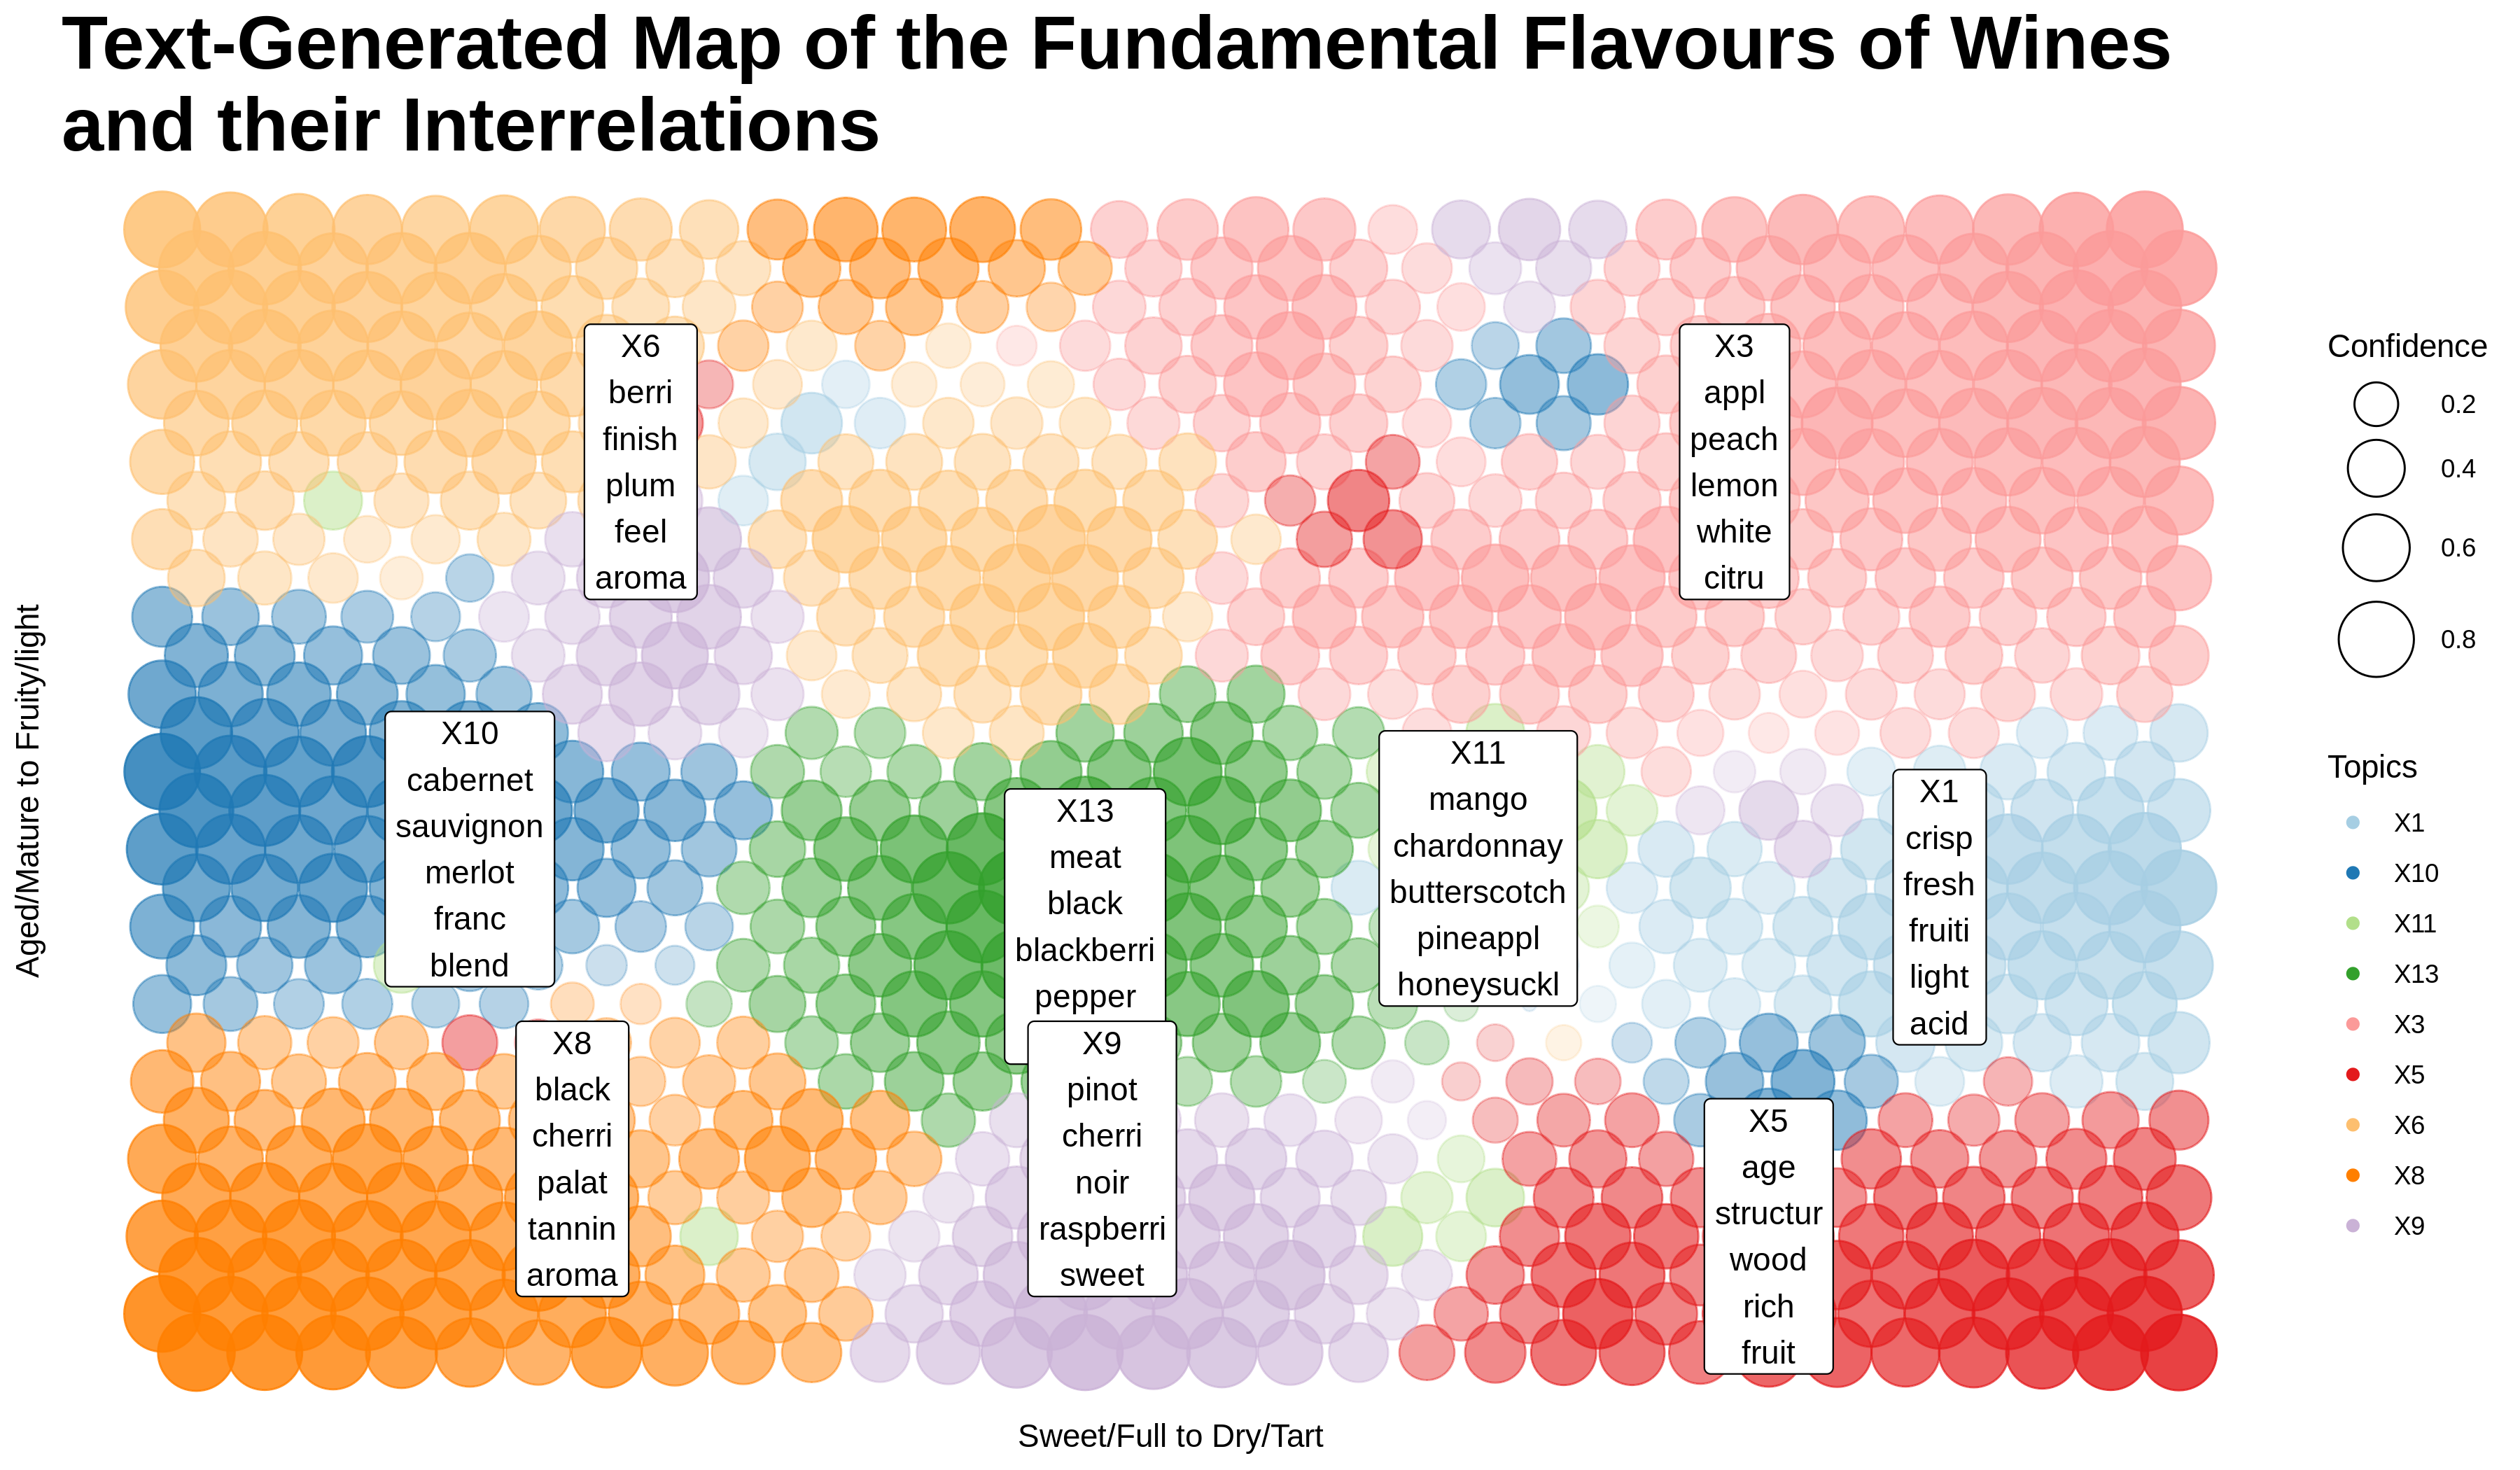 Text-Generated Map of the Fundamental Flavours of Wines
and their Interrelations
Aged/Mature to Fruity/light
X6
berri
finish
plum
feel
aroma
X3
appl
peach
lemon
white
citru
X10
cabernet
sauvignon
merlot
franc
blend
X13
meat
black
blackberri
pepper
X11
mango
chardonnay
butterscotch
pineappl
honeysuckl
X1
crisp
fresh
fruiti
light
acid
X8
black
cherri
palat
tannin
aroma
X9
pinot
cherri
noir
raspberri
sweet
X5
age
structur
wood
rich
fruit
Sweet/Full to Dry/Tart
Confidence
0.2
0.4
0.6
0.8
Topics
X1
X10
X11
X13
X3
X5
X6
X8
X9